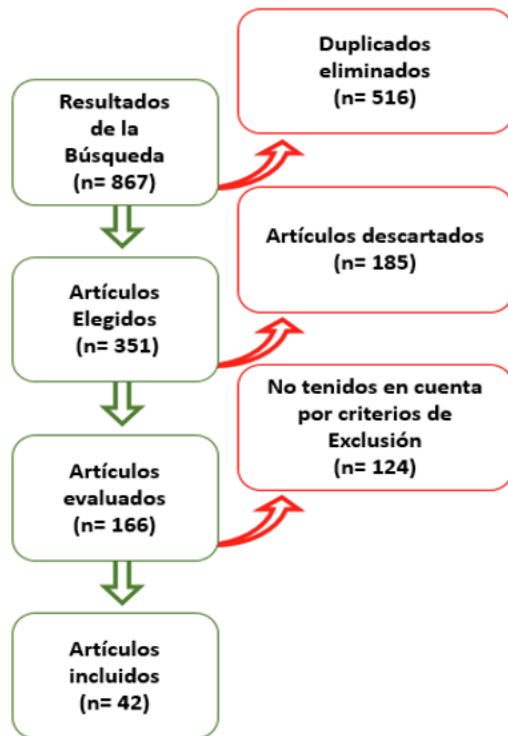 Duplicados
eliminados
(n= 516)
Resultados
de la
Búsqueda
(n= 867)
Artículos descartados
(n= 185)
Artículos
Elegidos
(n= 351)
No tenidos en cuenta
por criterios de
Exclusión
(n= 124)
Artículos
evaluados
(n= 166)
Artículos
incluidos
(n= 42)